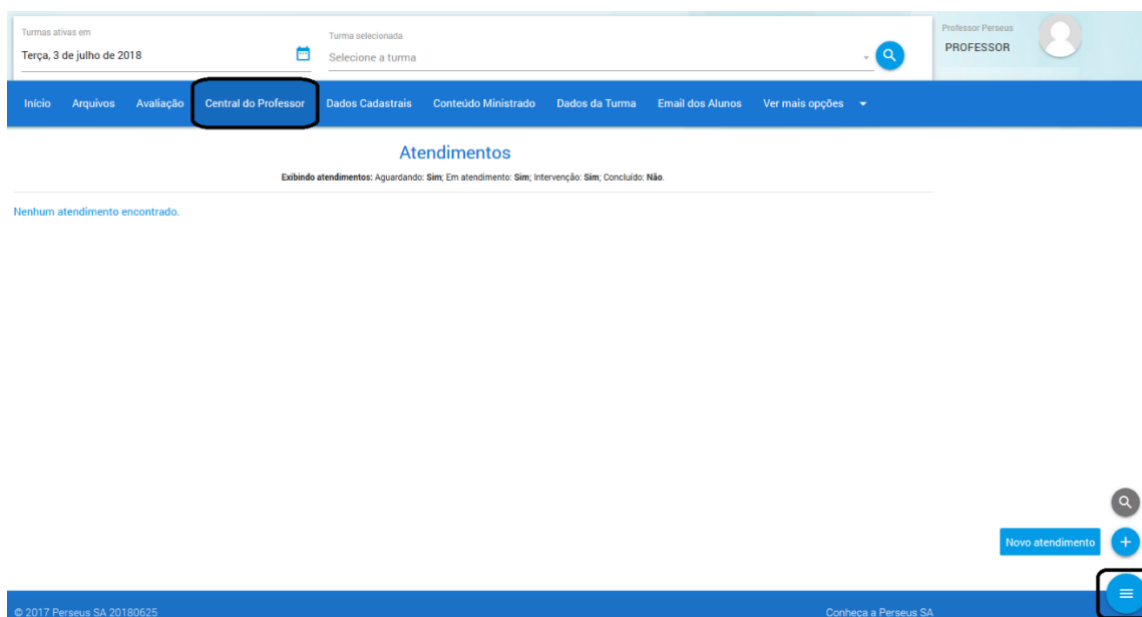 Turmas ativas em
Terça, 3 de julho de 2018
Turma selecionada
Selecione a turma
Professor Perseus
PROFESSOR
Início Arquivos Avaliação Central do Professor Dados Cadastrais Conteúdo Ministrado Dados da Turma Email dos Alunos Ver mais opções
Atendimentos
Exibindo atendimentos: Aguardando: Sim; Em atendimento: Sim; Intervenção: Sim; Concluído: Não.
Nenhum atendimento encontrado.
Novo atendimento
© 2017 Perseus SA 20180625
Conheça a Perseus SA